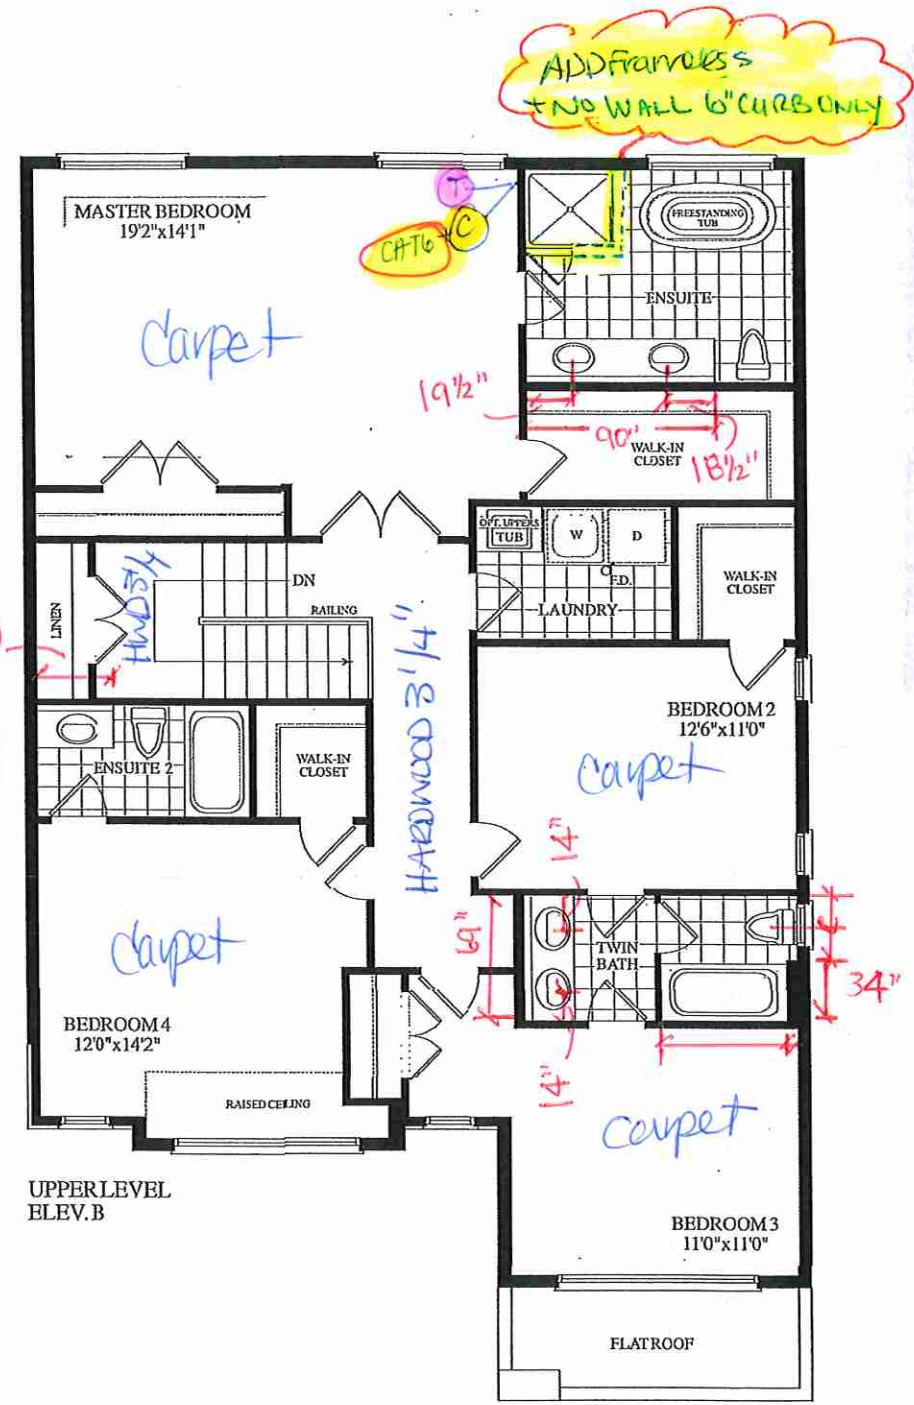 ADD Frameless
+ NO WALL 6" CURB ONLY
T
C
CAT6 +
MASTER BEDROOM
19'2"x14'1"
Carpet
FREESTANDING
TUB
ENSUITE
19½"
90"
18½"
WALK-IN
CLOSET
OPT. UPPERS
TUB
W
D
F.D.
LAUNDRY
WALK-IN
CLOSET
LINEN
HWD 3¼
DN
RAILING
HARDWOOD 3 1/4"
ENSUITE 2
WALK-IN
CLOSET
BEDROOM 2
12'6"x11'0"
Carpet
14"
69"
TWIN
BATH
34"
14"
Carpet
BEDROOM 4
12'0"x14'2"
RAISED CEILING
Carpet
UPPER LEVEL
ELEV. B
BEDROOM 3
11'0"x11'0"
FLAT ROOF